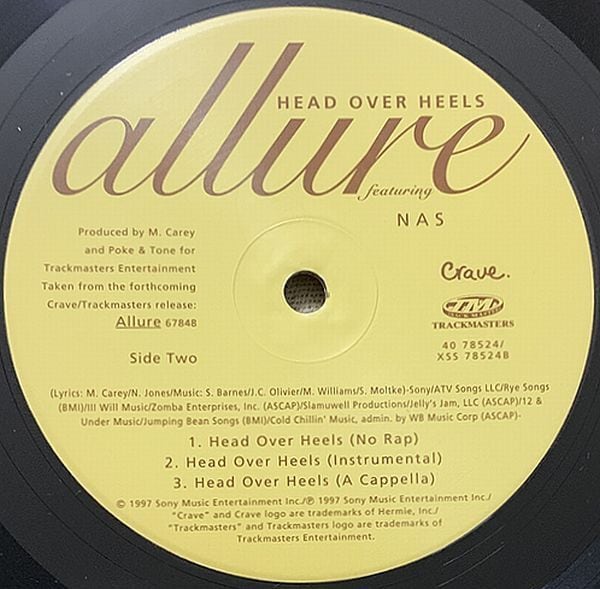 HEAD OVER HEELS
allure
featuring
NAS
Produced by M. Carey
and Poke & Tone for
Trackmasters Entertainment
Taken from the forthcoming
Crave/Trackmasters release:
Allure 67848
Side Two
Crave.
TM
TRACKMASTERS
40 78524/
XSS 78524B
(Lyrics: M. Carey/N. Jones/Music: S. Barnes/J.C. Olivier/M. Williams/S. Moltke)-Sony/ATV Songs LLC/Rye Songs
(BMI)/Ill Will Music/Zomba Enterprises, Inc. (ASCAP)/Slamuwell Productions/Jelly's Jam, LLC (ASCAP)/12 &
Under Music/Jumping Bean Songs (BMI)/Cold Chillin' Music, admin. by WB Music Corp (ASCAP)-
1. Head Over Heels (No Rap)
2. Head Over Heels (Instrumental)
3. Head Over Heels (A Cappella)
© 1997 Sony Music Entertainment Inc./℗ 1997 Sony Music Entertainment Inc./
"Crave" and Crave logo are trademarks of Hermie, Inc./
"Trackmasters" and Trackmasters logo are trademarks of
Trackmasters Entertainment.